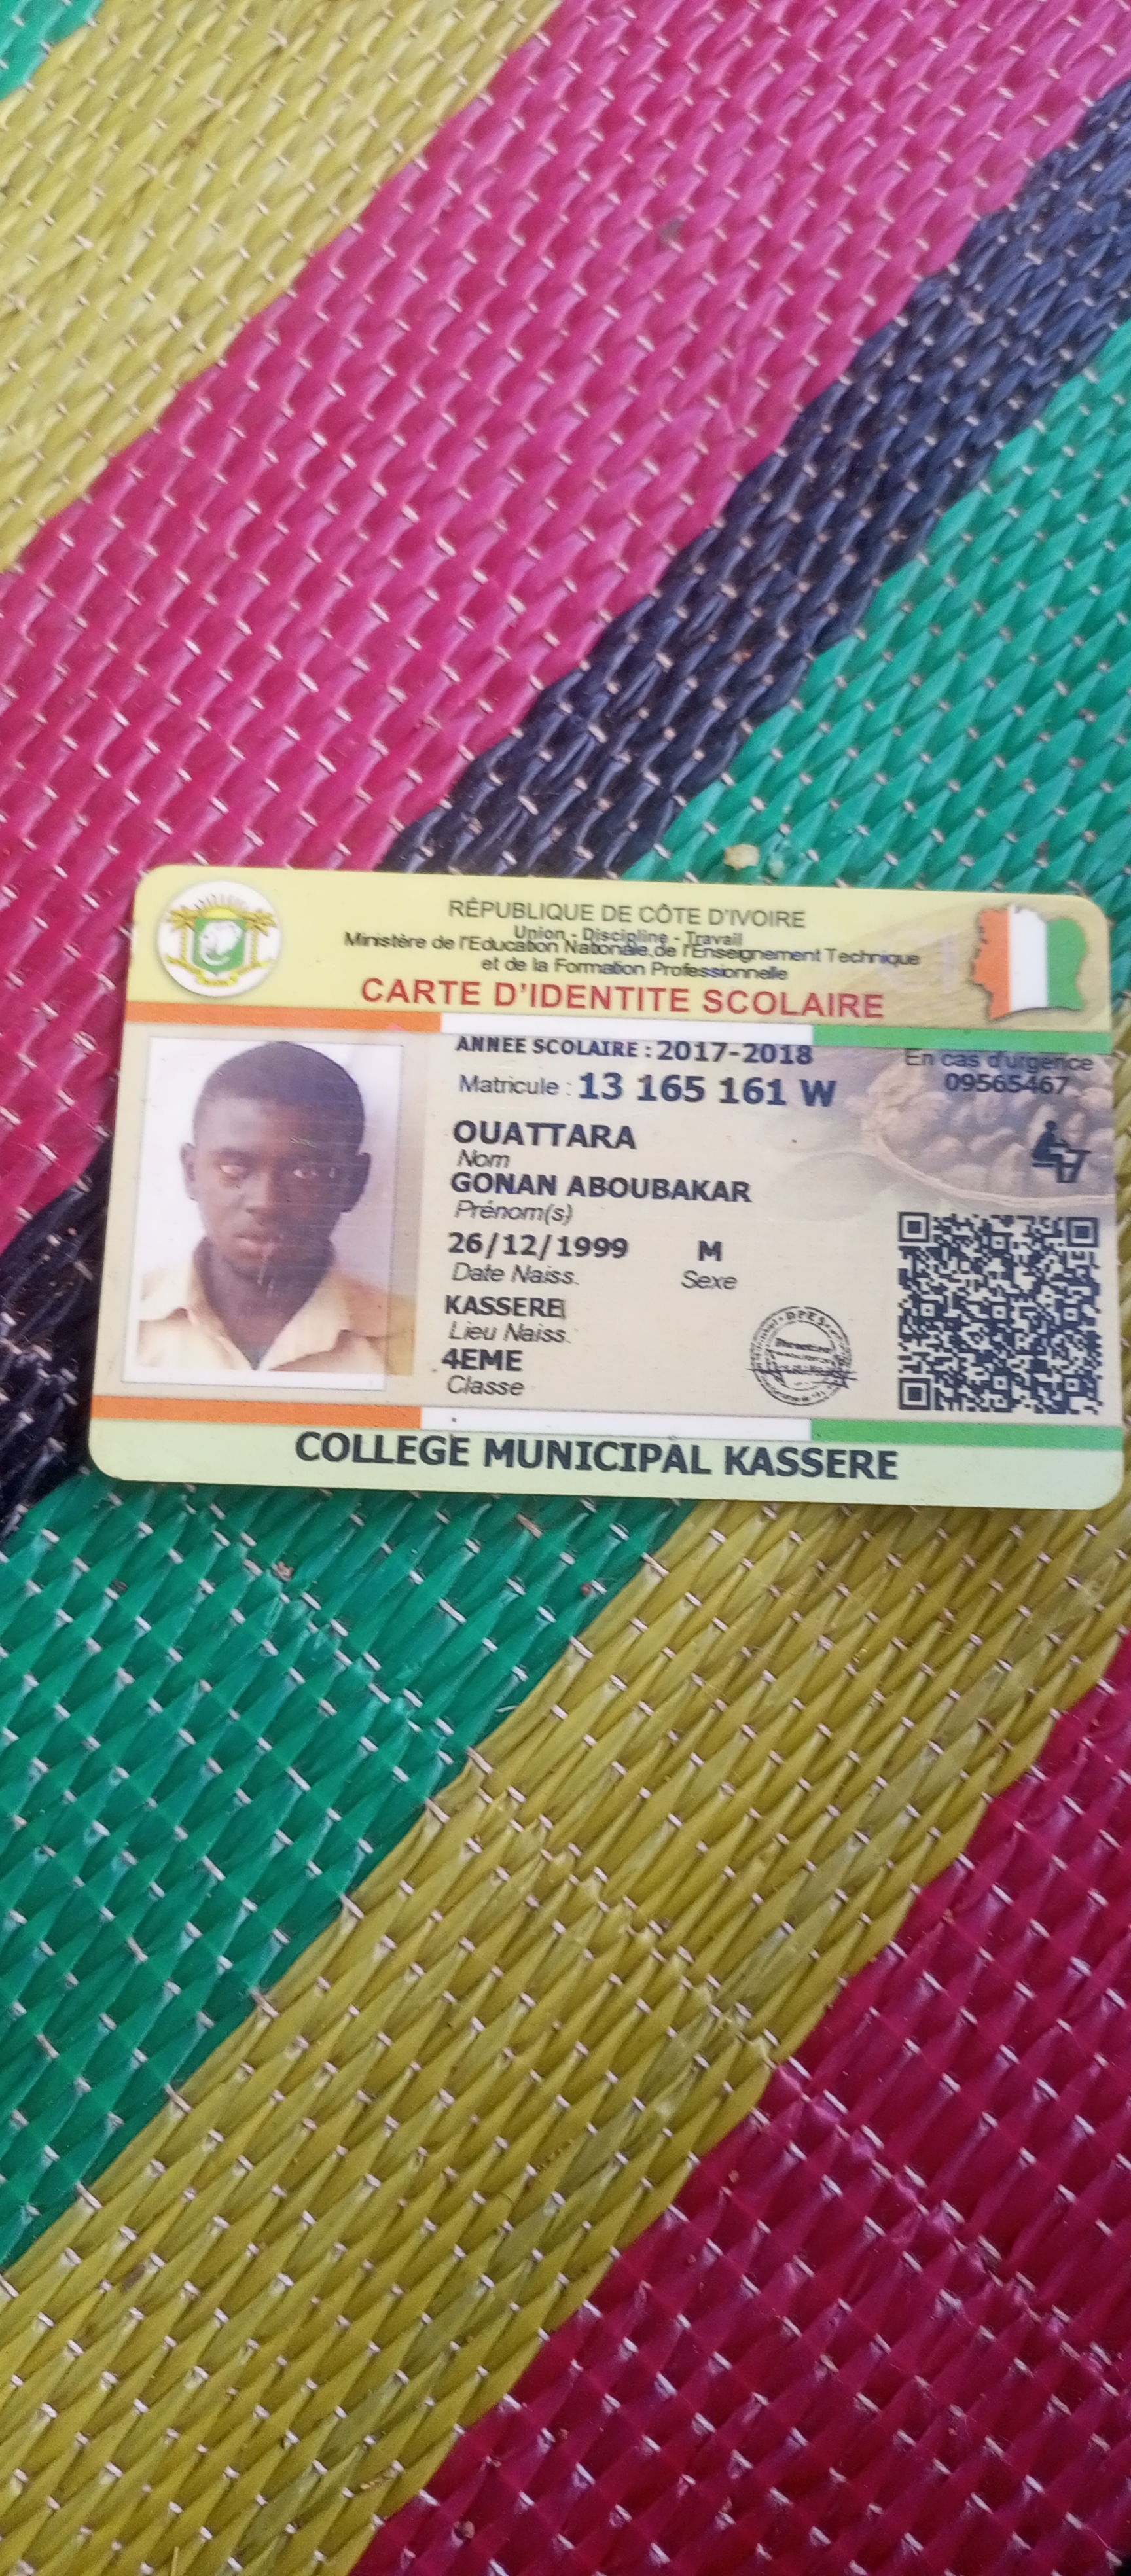 RÉPUBLIQUE DE CÔTE D'IVOIRE
Union - Discipline - Travail
Ministère de l'Education Nationale,de l'Enseignement Technique
et de la Formation Professionnelle
CARTE D'IDENTITE SCOLAIRE
ANNEE SCOLAIRE : 2017-2018
En cas d'urgence
09565467
Matricule : 13 165 161 W
OUATTARA
Nom
GONAN ABOUBAKAR
Prénom(s)
26/12/1999 M
Date Naiss. Sexe
KASSERE
Lieu Naiss.
4EME
Classe
COLLEGE MUNICIPAL KASSERE